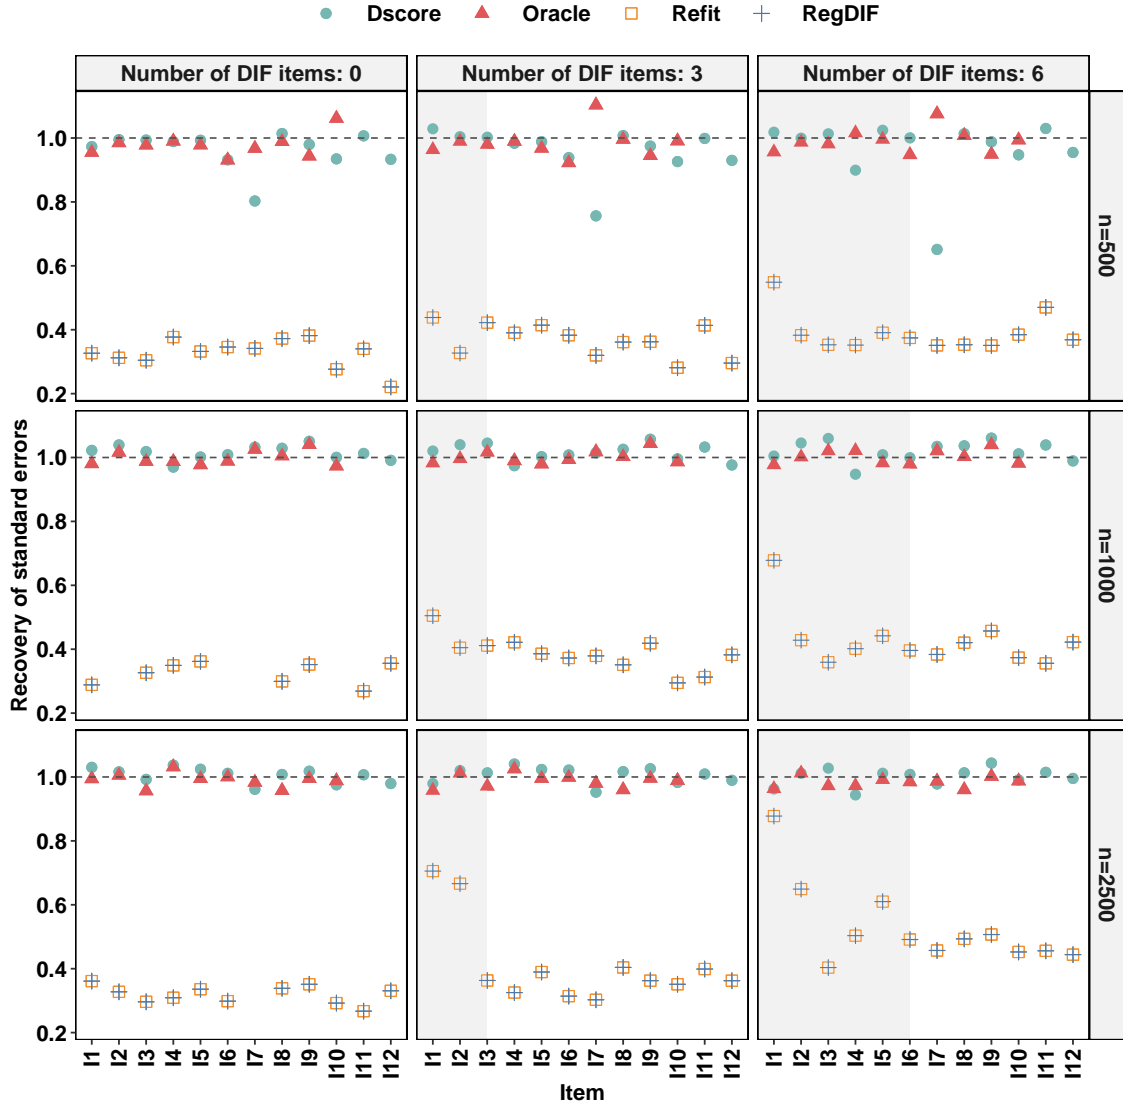 Dscore Oracle Refit RegDIF
Number of DIF items: 0 Number of DIF items: 3 Number of DIF items: 6
1.0
0.8
0.6
0.4
0.2
n=500
1.0
0.8
0.6
0.4
0.2
n=1000
1.0
0.8
0.6
0.4
0.2
n=2500
Recovery of standard errors
I1 I2 I3 I4 I5 I6 I7 I8 I9 I10 I11 I12 I1 I2 I3 I4 I5 I6 I7 I8 I9 I10 I11 I12 I1 I2 I3 I4 I5 I6 I7 I8 I9 I10 I11 I12
Item